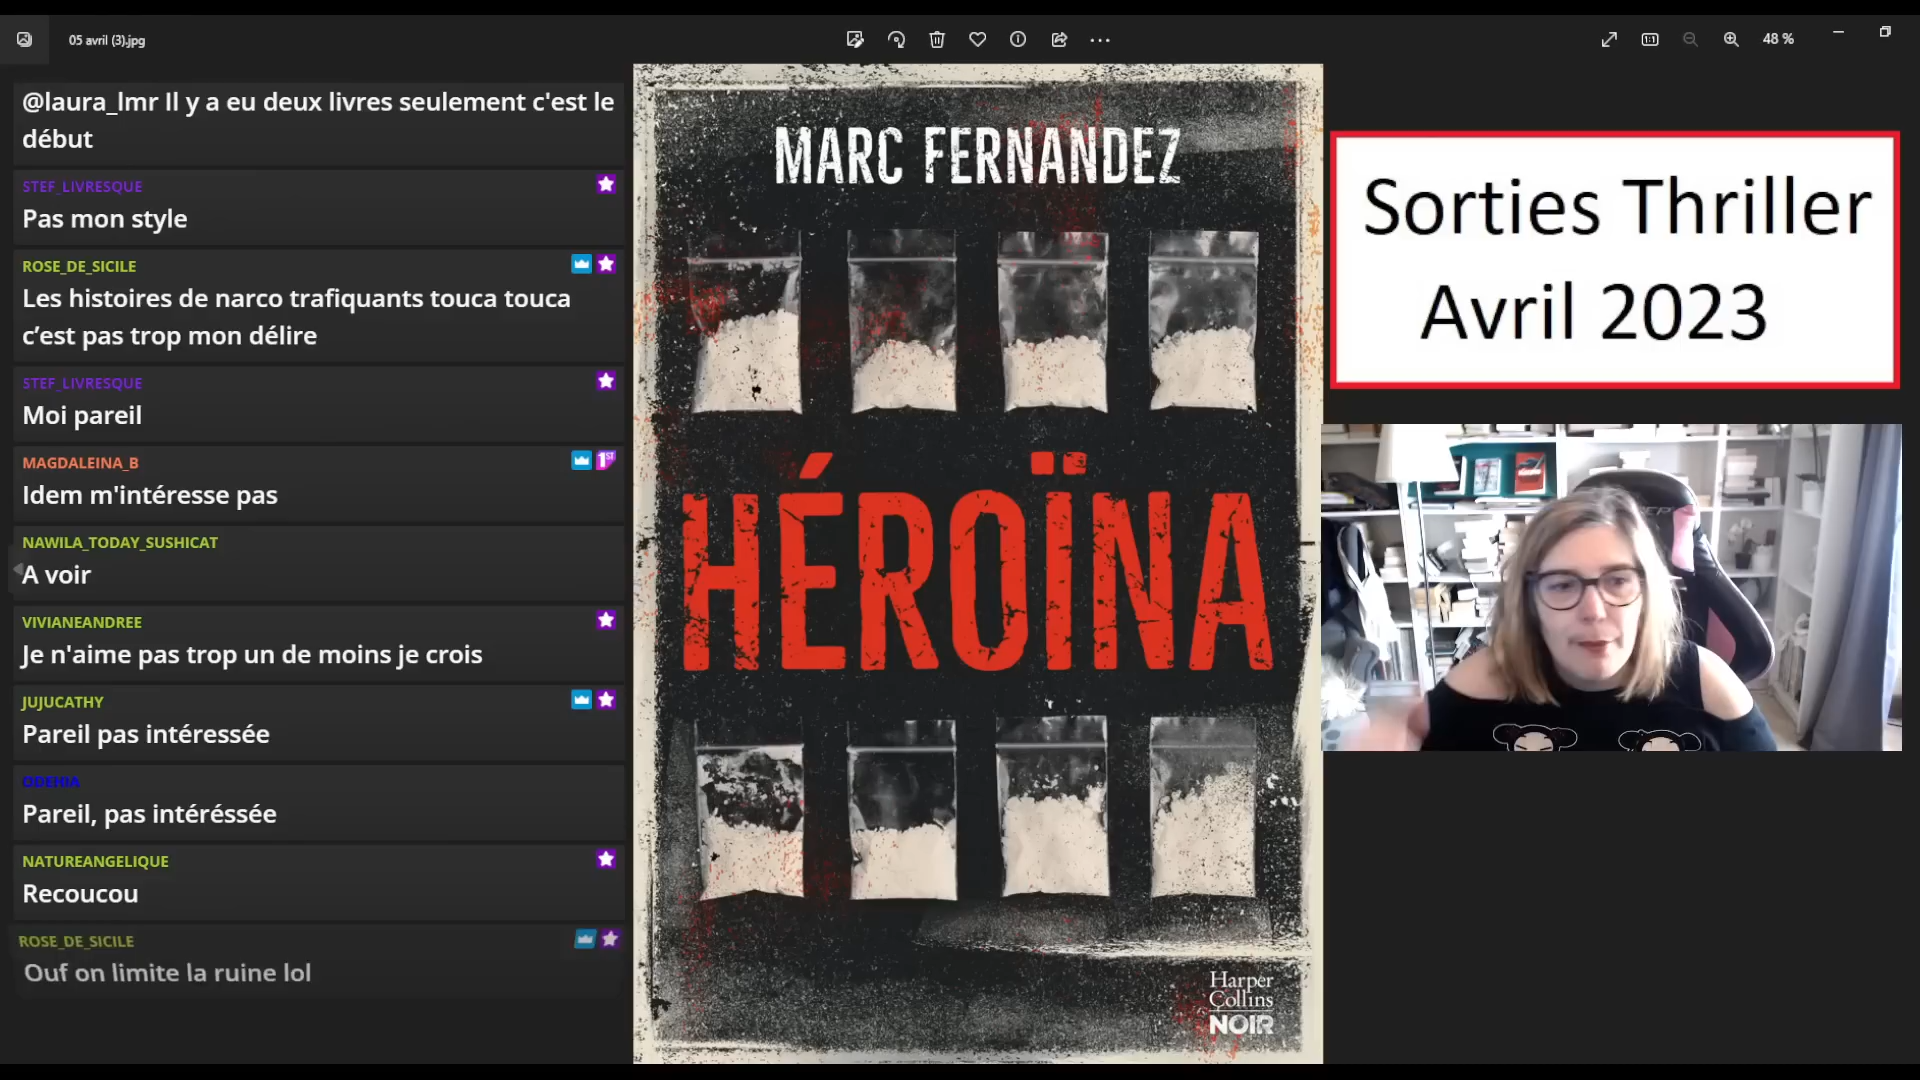 05 avril (3).jpg
48 %
@laura_lmr Il y a eu deux livres seulement c'est le
début
STEF_LIVRESQUE
Pas mon style
ROSE_DE_SICILE
Les histoires de narco trafiquants touca touca
c’est pas trop mon délire
STEF_LIVRESQUE
Moi pareil
MAGDALEINA_B
1ST
Idem m'intéresse pas
NAWILA_TODAY_SUSHICAT
A voir
VIVIANEANDREE
Je n'aime pas trop un de moins je crois
JUJUCATHY
Pareil pas intéressée
ODEHIA
Pareil, pas intéréssée
NATUREANGELIQUE
Recoucou
ROSE_DE_SICILE
Ouf on limite la ruine lol
MARC FERNANDEZ
HÉROÏNA
Harper
Collins
NOIR
Sorties Thriller
Avril 2023